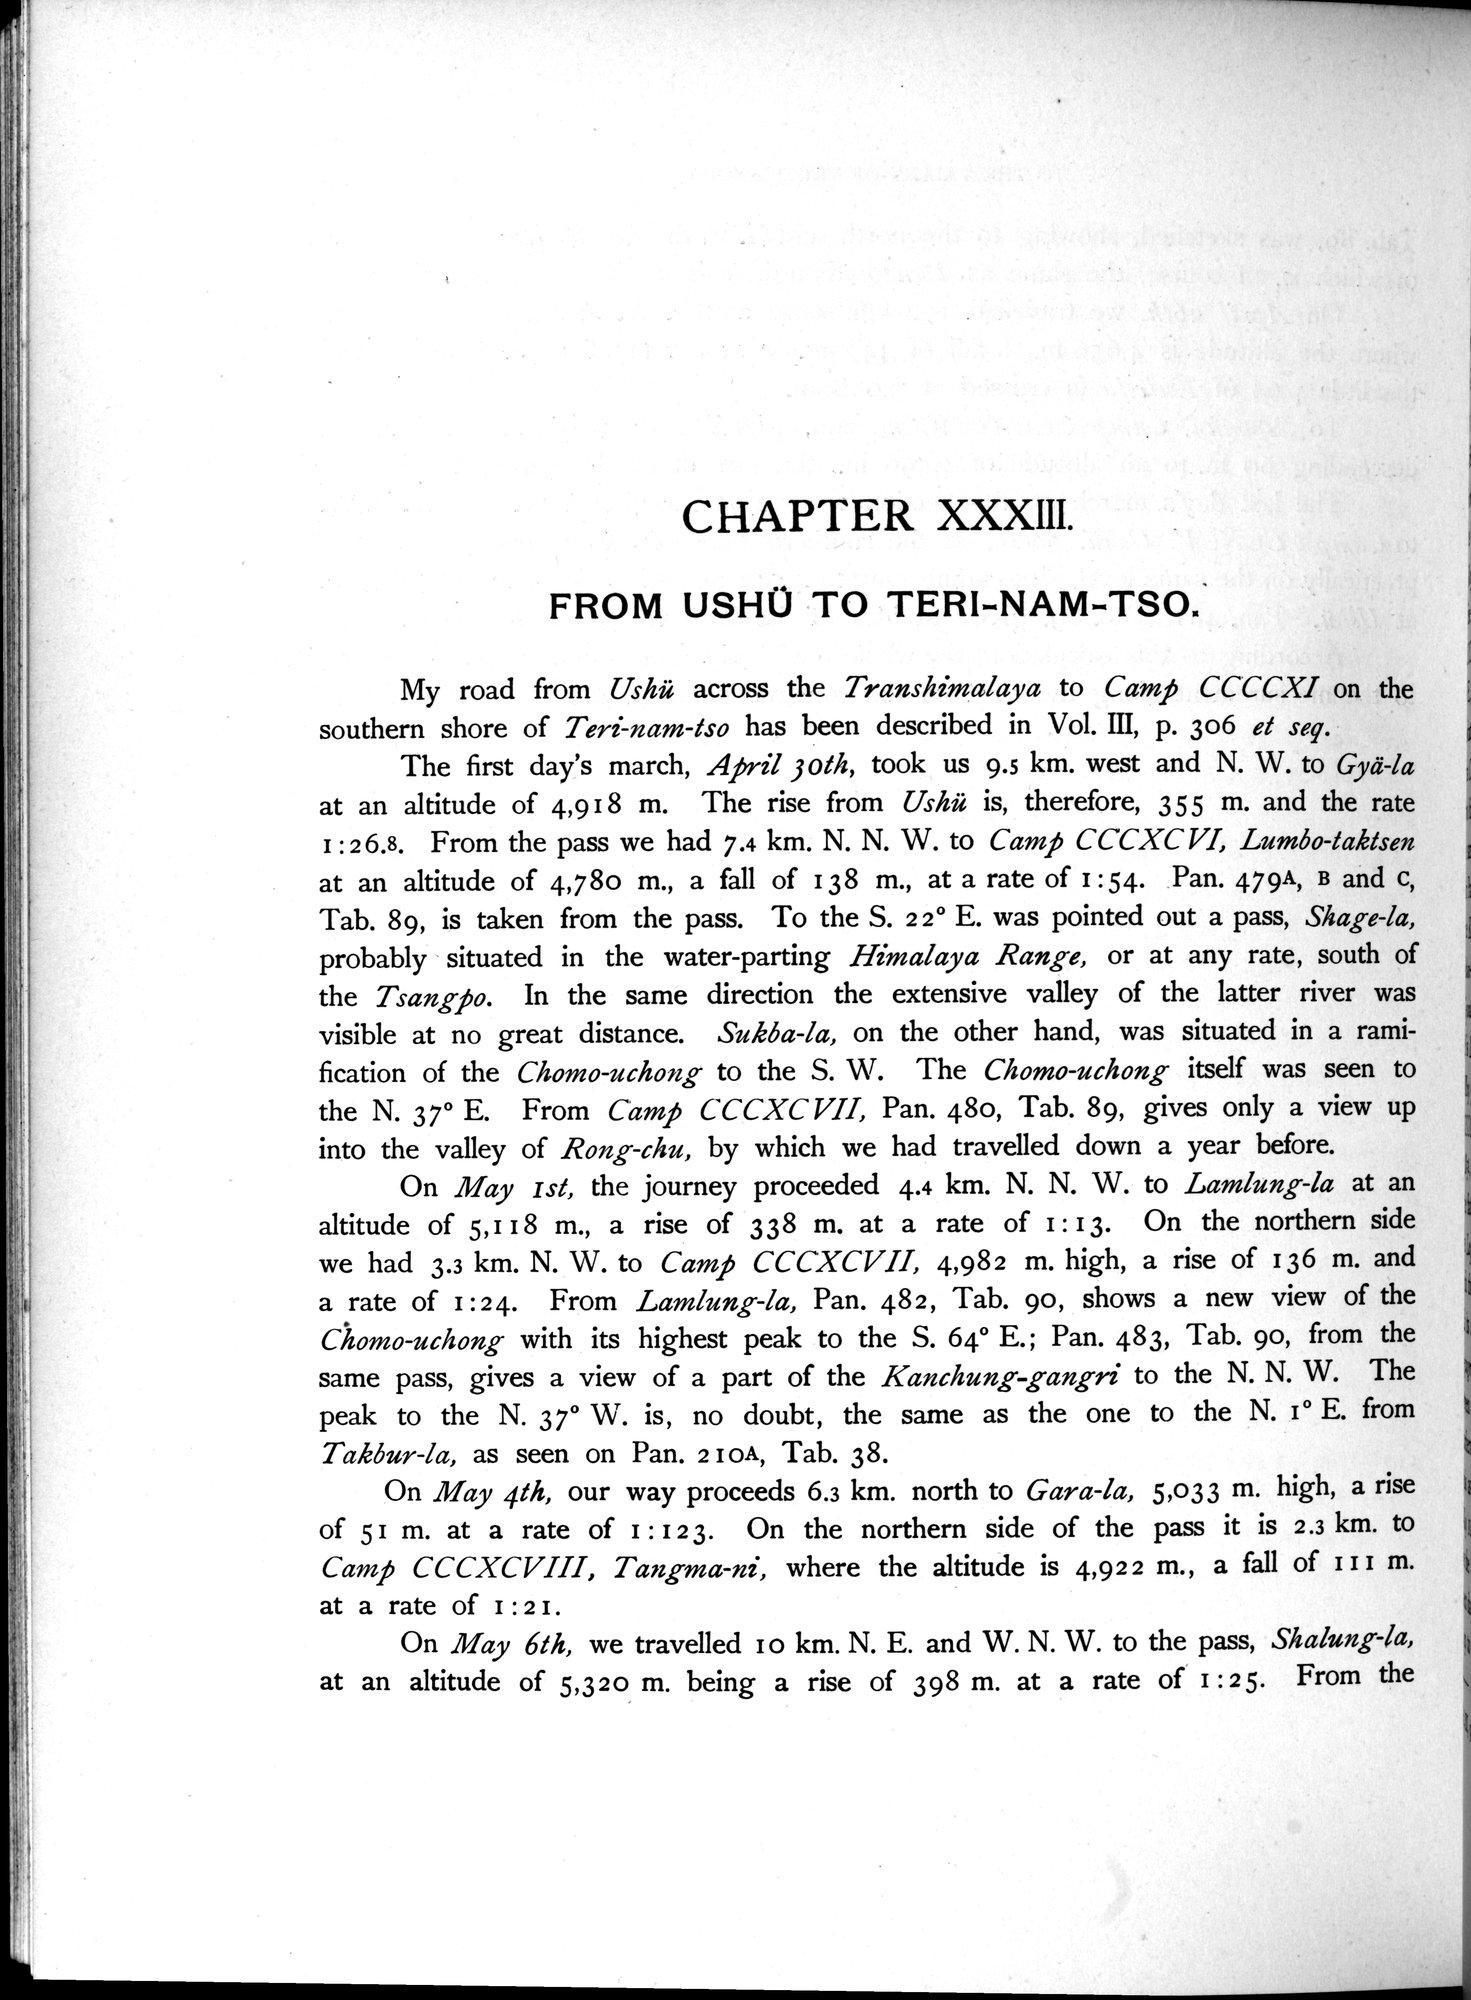 CHAPTER XXXIII.
FROM USHÜ TO TERI-NAM-TSO.
My road from Ushü across the Transhimalaya to Camp CCCCXI on the
southern shore of Teri-nam-tso has been described in Vol. III, p. 306 et seq.
The first day's march, April 30th, took us 9.5 km. west and N. W. to Gyä-la
at an altitude of 4,918 m. The rise from Ushü is, therefore, 355 m. and the rate
1:26.8. From the pass we had 7.4 km. N. N. W. to Camp CCCXCVI, Lumbo-taktsen
at an altitude of 4,780 m., a fall of 138 m., at a rate of 1:54. Pan. 479A, B and C,
Tab. 89, is taken from the pass. To the S. 22° E. was pointed out a pass, Shage-la,
probably situated in the water-parting Himalaya Range, or at any rate, south of
the Tsangpo. In the same direction the extensive valley of the latter river was
visible at no great distance. Sukba-la, on the other hand, was situated in a rami-
fication of the Chomo-uchong to the S. W. The Chomo-uchong itself was seen to
the N. 37° E. From Camp CCCXCVII, Pan. 480, Tab. 89, gives only a view up
into the valley of Rong-chu, by which we had travelled down a year before.
On May 1st, the journey proceeded 4.4 km. N. N. W. to Lamlung-la at an
altitude of 5,118 m., a rise of 338 m. at a rate of 1:13. On the northern side
we had 3.3 km. N. W. to Camp CCCXCVII, 4,982 m. high, a rise of 136 m. and
a rate of 1:24. From Lamlung-la, Pan. 482, Tab. 90, shows a new view of the
Chomo-uchong with its highest peak to the S. 64° E.; Pan. 483, Tab. 90, from the
same pass, gives a view of a part of the Kanchung-gangri to the N. N. W. The
peak to the N. 37° W. is, no doubt, the same as the one to the N. 1° E. from
Takbur-la, as seen on Pan. 210A, Tab. 38.
On May 4th, our way proceeds 6.3 km. north to Gara-la, 5,033 m. high, a rise
of 51 m. at a rate of 1:123. On the northern side of the pass it is 2.3 km. to
Camp CCCXCVIII, Tangma-ni, where the altitude is 4,922 m., a fall of 111 m.
at a rate of 1:21.
On May 6th, we travelled 10 km. N. E. and W. N. W. to the pass, Shalung-la,
at an altitude of 5,320 m. being a rise of 398 m. at a rate of 1:25. From the